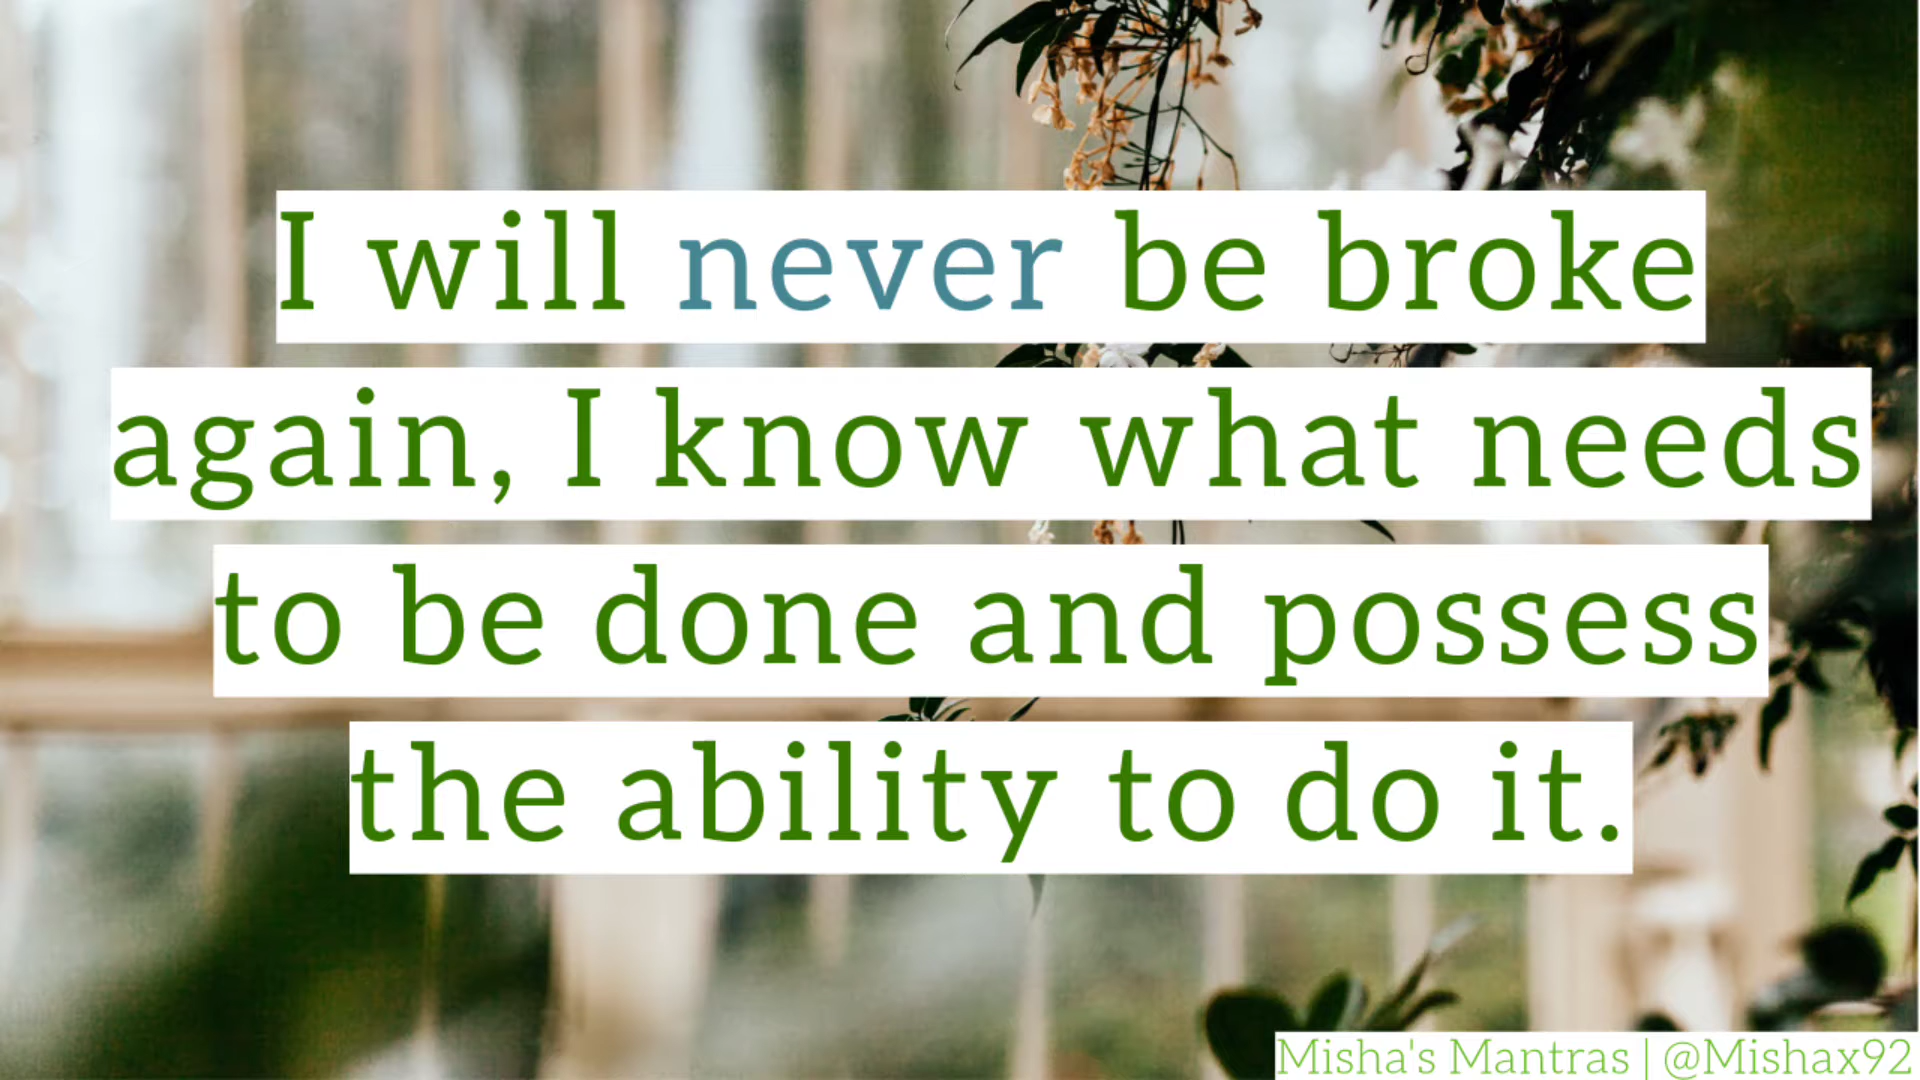 I will never be broke
again, I know what needs
to be done and possess
the ability to do it.
Misha's Mantras | @Mishax92